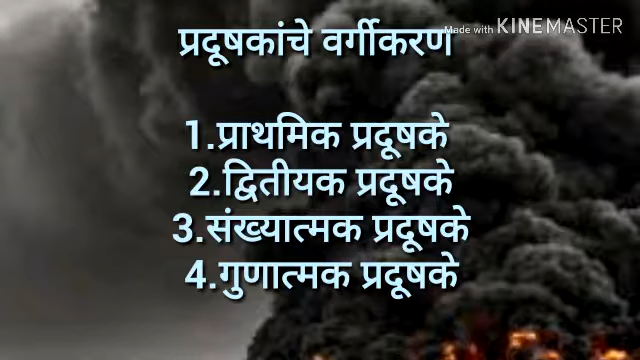 Made with KINEMASTER
प्रदूषकांचे वर्गीकरण
1.प्राथमिक प्रदूषके
2.द्वितीयक प्रदूषके
3.संख्यात्मक प्रदूषके
4.गुणात्मक प्रदूषके